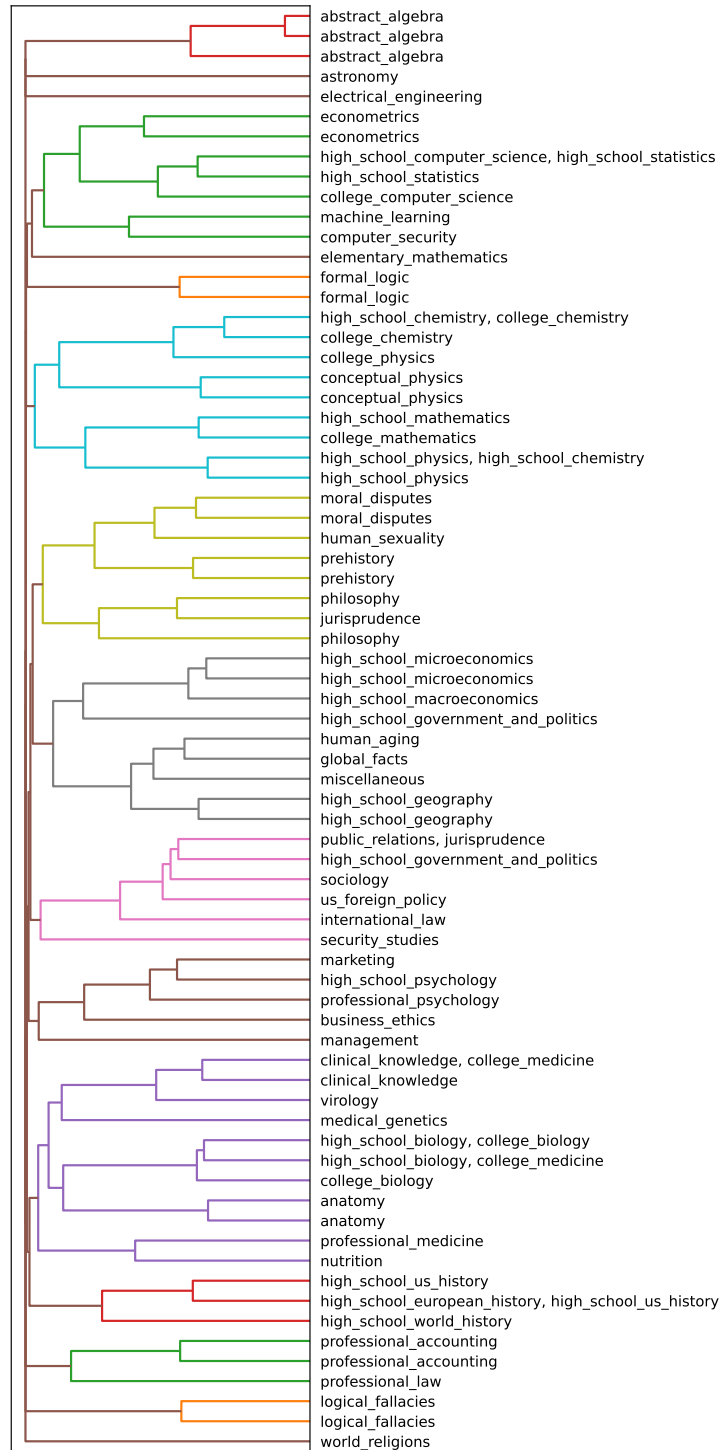 abstract_algebra
abstract_algebra
abstract_algebra
astronomy
electrical_engineering
econometrics
econometrics
high_school_computer_science, high_school_statistics
high_school_statistics
college_computer_science
machine_learning
computer_security
elementary_mathematics
formal_logic
formal_logic
high_school_chemistry, college_chemistry
college_chemistry
college_physics
conceptual_physics
conceptual_physics
high_school_mathematics
college_mathematics
high_school_physics, high_school_chemistry
high_school_physics
moral_disputes
moral_disputes
human_sexuality
prehistory
prehistory
philosophy
jurisprudence
philosophy
high_school_microeconomics
high_school_microeconomics
high_school_macroeconomics
high_school_government_and_politics
human_aging
global_facts
miscellaneous
high_school_geography
high_school_geography
public_relations, jurisprudence
high_school_government_and_politics
sociology
us_foreign_policy
international_law
security_studies
marketing
high_school_psychology
professional_psychology
business_ethics
management
clinical_knowledge, college_medicine
clinical_knowledge
virology
medical_genetics
high_school_biology, college_biology
high_school_biology, college_medicine
college_biology
anatomy
anatomy
professional_medicine
nutrition
high_school_us_history
high_school_european_history, high_school_us_history
high_school_world_history
professional_accounting
professional_accounting
professional_law
logical_fallacies
logical_fallacies
world_religions